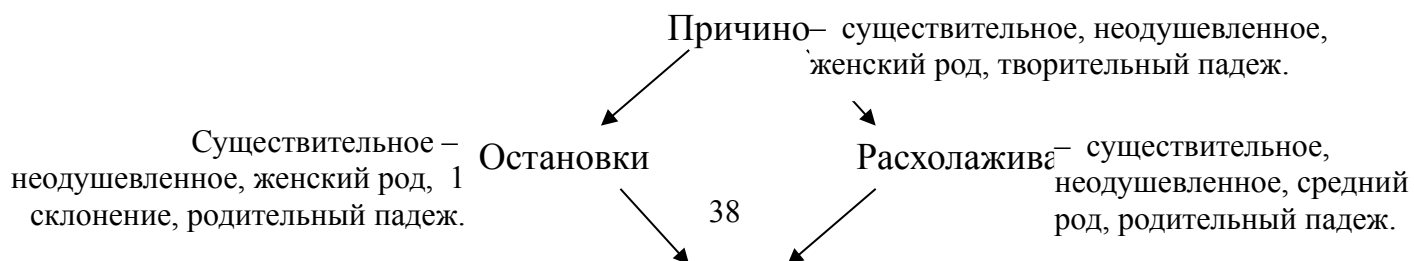 Причино– существительное, неодушевленное,
женский род, творительный падеж.
Существительное –
неодушевленное, женский род, 1
склонение, родительный падеж.
Остановки
Расхолажива– существительное,
неодушевленное, средний
род, родительный падеж.
38